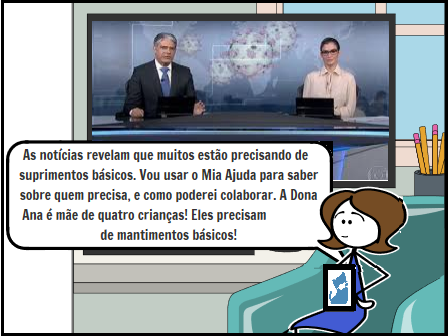 As notícias revelam que muitos estão precisando de
suprimentos básicos. Vou usar o Mia Ajuda para saber
sobre quem precisa, e como poderei colaborar. A Dona
Ana é mãe de quatro crianças! Eles precisam
de mantimentos básicos!